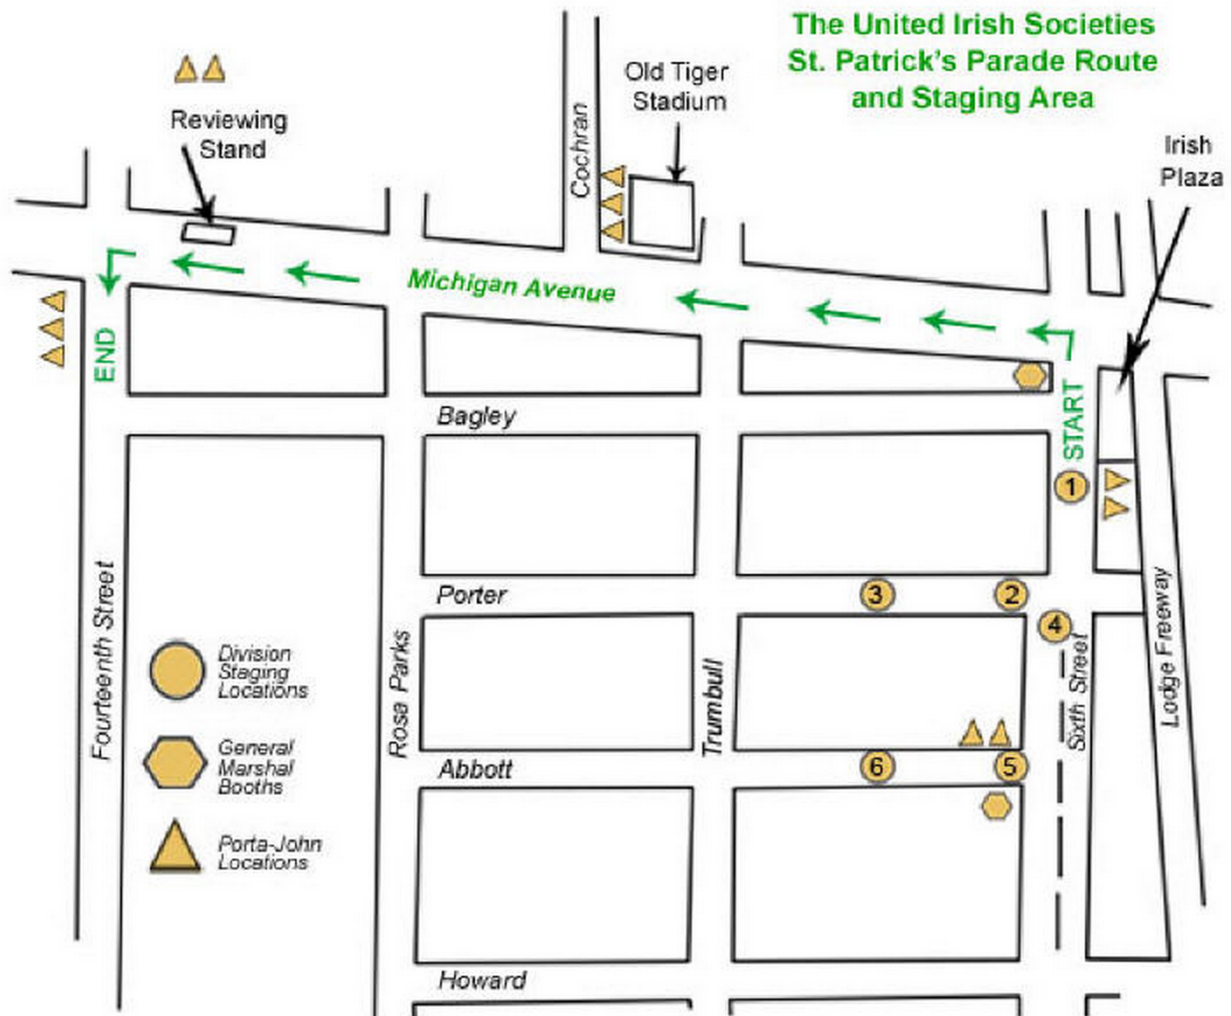 The United Irish Societies
St. Patrick's Parade Route
and Staging Area
Old Tiger
Stadium
Cochran
Reviewing
Stand
Irish
Plaza
Michigan Avenue
END
START
Bagley
1
Porter
3
2
4
Fourteenth Street
Rosa Parks
Trumbull
Sixth Street
Lodge Freeway
Division
Staging
Locations
General
Marshal
Booths
Abbott
6
5
Porta-John
Locations
Howard